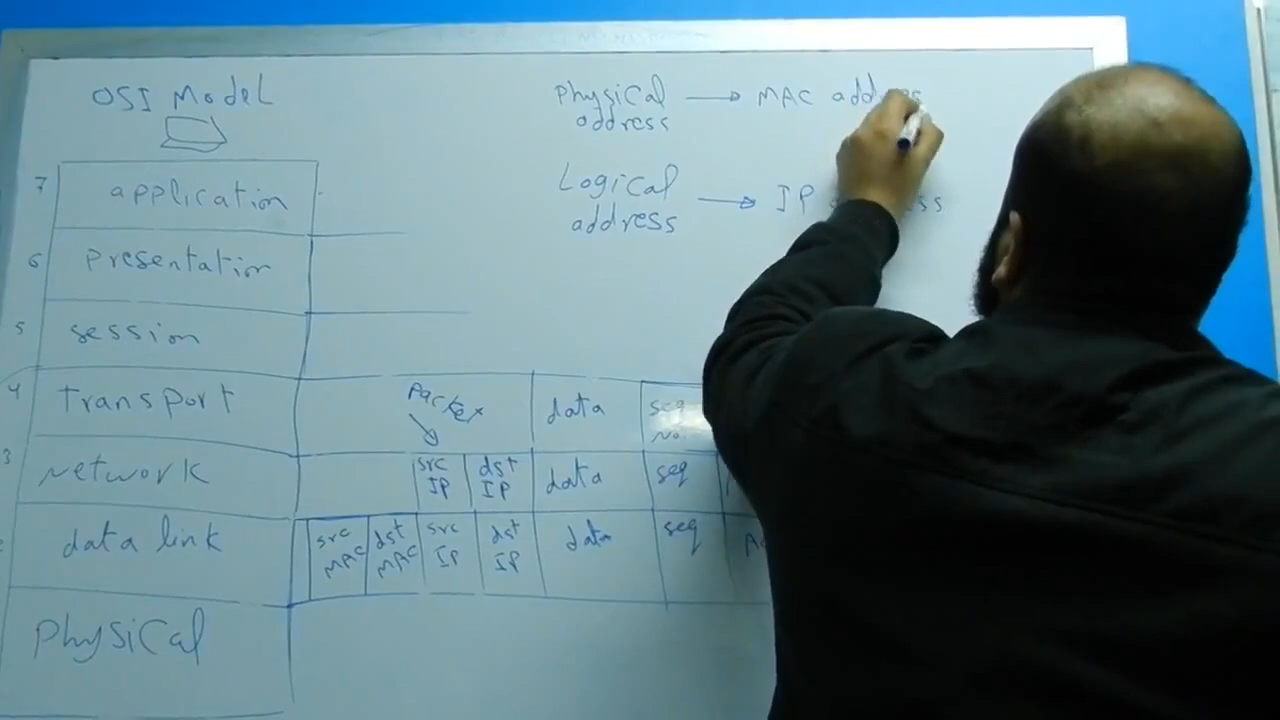 OSI Model
Physical → MAC address
address
Logical → IP
address
7 application
6 presentation
5 session
4 Transport
Packet
data
seq
No.
3 Network
src IP
dst IP
data
seq
data link
src MAC
dst MAC
src IP
dst IP
data
seq
Physical